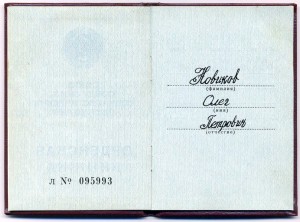 Новиков
(фамилия)
Олег
(имя)
Петрович
(отчество)
Л № 095993